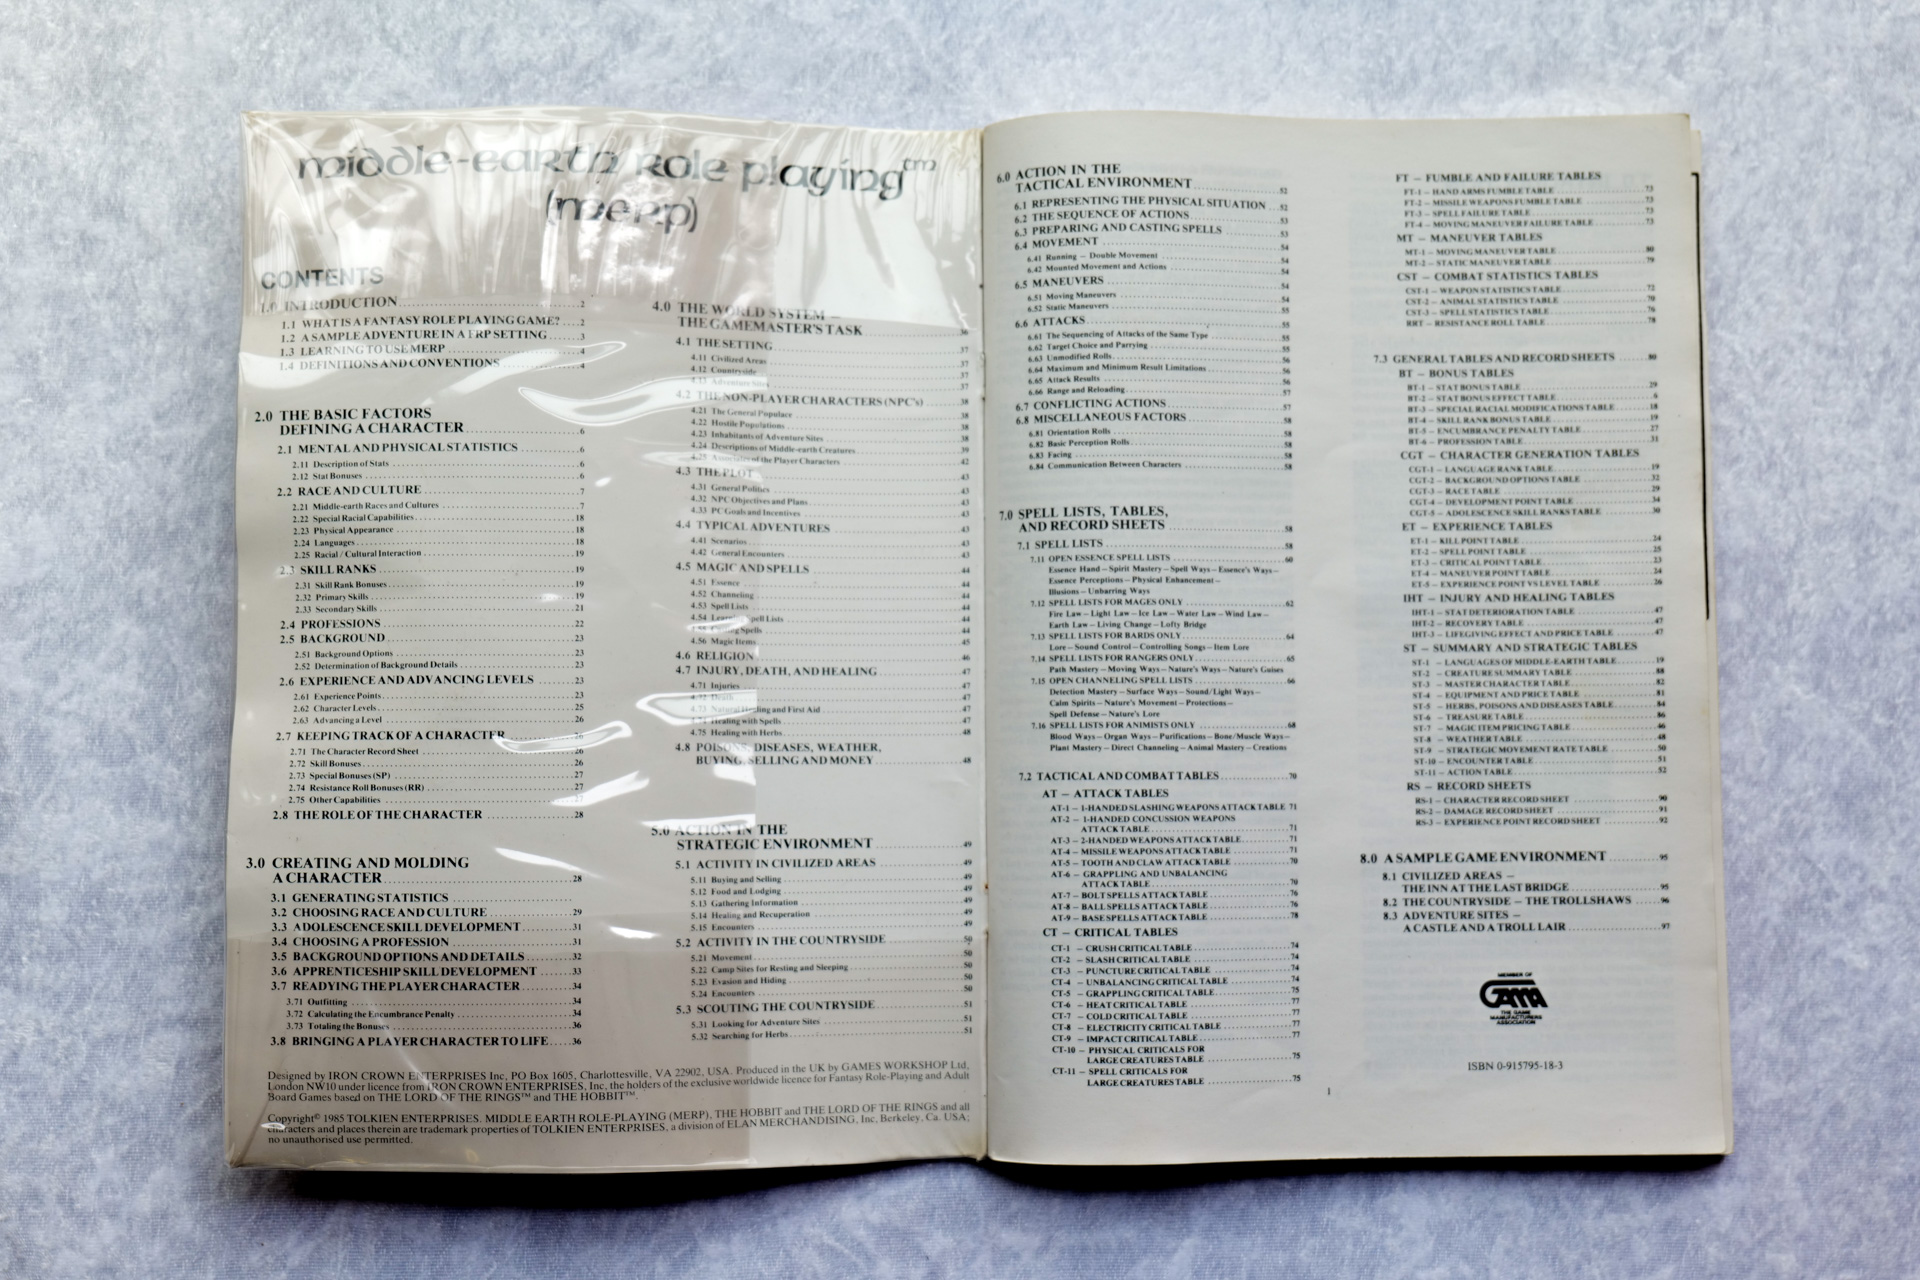 middle-earth role playing™
(merp)
CONTENTS
1.0 INTRODUCTION 2
1.1 WHAT IS A FANTASY ROLE PLAYING GAME? 2
1.2 A SAMPLE ADVENTURE IN A FRP SETTING 3
1.3 LEARNING TO USE MERP 4
1.4 DEFINITIONS AND CONVENTIONS 4
2.0 THE BASIC FACTORS
DEFINING A CHARACTER 6
2.1 MENTAL AND PHYSICAL STATISTICS 6
2.11 Description of Stats 6
2.12 Stat Bonuses 6
2.2 RACE AND CULTURE 7
2.21 Middle-earth Races and Cultures 7
2.22 Special Racial Capabilities 18
2.23 Physical Appearance 18
2.24 Languages 18
2.25 Racial / Cultural Interaction 19
2.3 SKILL RANKS 19
2.31 Skill Rank Bonuses 19
2.32 Primary Skills 19
2.33 Secondary Skills 21
2.4 PROFESSIONS 22
2.5 BACKGROUND 23
2.51 Background Options 23
2.52 Determination of Background Details 23
2.6 EXPERIENCE AND ADVANCING LEVELS 23
2.61 Experience Points 23
2.62 Character Levels 25
2.63 Advancing a Level 26
2.7 KEEPING TRACK OF A CHARACTER 26
2.71 The Character Record Sheet 26
2.72 Skill Bonuses 26
2.73 Special Bonuses (SP) 27
2.74 Resistance Roll Bonuses (RR) 27
2.75 Other Capabilities 27
2.8 THE ROLE OF THE CHARACTER 28
3.0 CREATING AND MOLDING
A CHARACTER 28
3.1 GENERATING STATISTICS
3.2 CHOOSING RACE AND CULTURE 29
3.3 ADOLESCENCE SKILL DEVELOPMENT 31
3.4 CHOOSING A PROFESSION 31
3.5 BACKGROUND OPTIONS AND DETAILS 32
3.6 APPRENTICESHIP SKILL DEVELOPMENT 33
3.7 READYING THE PLAYER CHARACTER 34
3.71 Outfitting 34
3.72 Calculating the Encumbrance Penalty 34
3.73 Totaling the Bonuses 36
3.8 BRINGING A PLAYER CHARACTER TO LIFE 36
4.0 THE WORLD SYSTEM —
THE GAMEMASTER'S TASK 36
4.1 THE SETTING 37
4.11 Civilized Areas 37
4.12 Countryside 37
4.13 Adventure Sites 37
4.2 THE NON-PLAYER CHARACTERS (NPC's) 38
4.21 The General Populace 38
4.22 Hostile Populations 38
4.23 Inhabitants of Adventure Sites 38
4.24 Descriptions of Middle-earth Creatures 39
4.25 Associates of the Player Characters 42
4.3 THE PLOT 43
4.31 General Politics 43
4.32 NPC Objectives and Plans 43
4.33 PC Goals and Incentives 43
4.4 TYPICAL ADVENTURES 43
4.41 Scenarios 43
4.42 General Encounters 43
4.5 MAGIC AND SPELLS 44
4.51 Essence 44
4.52 Channeling 44
4.53 Spell Lists 44
4.54 Learning Spell Lists 44
4.55 Casting Spells 44
4.56 Magic Items 45
4.6 RELIGION 46
4.7 INJURY, DEATH, AND HEALING 47
4.71 Injuries 47
4.72 Death 47
4.73 Natural Healing and First Aid 47
4.74 Healing with Spells 47
4.75 Healing with Herbs 48
4.8 POISONS, DISEASES, WEATHER,
BUYING, SELLING AND MONEY 48
5.0 ACTION IN THE
STRATEGIC ENVIRONMENT 49
5.1 ACTIVITY IN CIVILIZED AREAS 49
5.11 Buying and Selling 49
5.12 Food and Lodging 49
5.13 Gathering Information 49
5.14 Healing and Recuperation 49
5.15 Encounters 49
5.2 ACTIVITY IN THE COUNTRYSIDE 50
5.21 Movement 50
5.22 Camp Sites for Resting and Sleeping 50
5.23 Evasion and Hiding 50
5.24 Encounters 50
5.3 SCOUTING THE COUNTRYSIDE 51
5.31 Looking for Adventure Sites 51
5.32 Searching for Herbs 51
Designed by IRON CROWN ENTERPRISES Inc, PO Box 1605, Charlottesville, VA 22902, USA. Produced in the UK by GAMES WORKSHOP Ltd,
London NW10 under licence from IRON CROWN ENTERPRISES, Inc, the holders of the exclusive worldwide licence for Fantasy Role-Playing and Adult
Board Games based on THE LORD OF THE RINGS™ and THE HOBBIT™.
Copyright© 1985 TOLKIEN ENTERPRISES. MIDDLE EARTH ROLE-PLAYING (MERP), THE HOBBIT and THE LORD OF THE RINGS and all
characters and places therein are trademark properties of TOLKIEN ENTERPRISES, a division of ELAN MERCHANDISING, Inc, Berkeley, Ca. USA;
no unauthorised use permitted.
6.0 ACTION IN THE
TACTICAL ENVIRONMENT 52
6.1 REPRESENTING THE PHYSICAL SITUATION 52
6.2 THE SEQUENCE OF ACTIONS 53
6.3 PREPARING AND CASTING SPELLS 53
6.4 MOVEMENT 54
6.41 Running — Double Movement 54
6.42 Mounted Movement and Actions 54
6.5 MANEUVERS 54
6.51 Moving Maneuvers 54
6.52 Static Maneuvers 55
6.6 ATTACKS 55
6.61 The Sequencing of Attacks of the Same Type 55
6.62 Target Choice and Parrying 55
6.63 Unmodified Rolls 56
6.64 Maximum and Minimum Result Limitations 56
6.65 Attack Results 56
6.66 Range and Reloading 57
6.7 CONFLICTING ACTIONS 57
6.8 MISCELLANEOUS FACTORS 58
6.81 Orientation Rolls 58
6.82 Basic Perception Rolls 58
6.83 Facing 58
6.84 Communication Between Characters 58
7.0 SPELL LISTS, TABLES,
AND RECORD SHEETS 58
7.1 SPELL LISTS 58
7.11 OPEN ESSENCE SPELL LISTS 60
Essence Hand — Spirit Mastery — Spell Ways — Essence's Ways —
Essence Perceptions — Physical Enhancement —
Illusions — Unbarring Ways
7.12 SPELL LISTS FOR MAGES ONLY 62
Fire Law — Light Law — Ice Law — Water Law — Wind Law —
Earth Law — Living Change — Lofty Bridge
7.13 SPELL LISTS FOR BARDS ONLY 64
Lore — Sound Control — Controlling Songs — Item Lore
7.14 SPELL LISTS FOR RANGERS ONLY 65
Path Mastery — Moving Ways — Nature's Ways — Nature's Guises
7.15 OPEN CHANNELING SPELL LISTS 66
Detection Mastery — Surface Ways — Sound/Light Ways —
Calm Spirits — Nature's Movement — Protections —
Spell Defense — Nature's Lore
7.16 SPELL LISTS FOR ANIMISTS ONLY 68
Blood Ways — Organ Ways — Purifications — Bone/Muscle Ways —
Plant Mastery — Direct Channeling — Animal Mastery — Creations
7.2 TACTICAL AND COMBAT TABLES 70
AT — ATTACK TABLES
AT-1 — 1-HANDED SLASHING WEAPONS ATTACK TABLE 71
AT-2 — 1-HANDED CONCUSSION WEAPONS
ATTACK TABLE 71
AT-3 — 2-HANDED WEAPONS ATTACK TABLE 71
AT-4 — MISSILE WEAPONS ATTACK TABLE 71
AT-5 — TOOTH AND CLAW ATTACK TABLE 70
AT-6 — GRAPPLING AND UNBALANCING
ATTACK TABLE 70
AT-7 — BOLT SPELLS ATTACK TABLE 76
AT-8 — BALL SPELLS ATTACK TABLE 76
AT-9 — BASE SPELLS ATTACK TABLE 78
CT — CRITICAL TABLES
CT-1 — CRUSH CRITICAL TABLE 74
CT-2 — SLASH CRITICAL TABLE 74
CT-3 — PUNCTURE CRITICAL TABLE 74
CT-4 — UNBALANCING CRITICAL TABLE 74
CT-5 — GRAPPLING CRITICAL TABLE 75
CT-6 — HEAT CRITICAL TABLE 77
CT-7 — COLD CRITICAL TABLE 77
CT-8 — ELECTRICITY CRITICAL TABLE 77
CT-9 — IMPACT CRITICAL TABLE 77
CT-10 — PHYSICAL CRITICALS FOR
LARGE CREATURES TABLE 75
CT-11 — SPELL CRITICALS FOR
LARGE CREATURES TABLE 75
FT — FUMBLE AND FAILURE TABLES
FT-1 — HAND ARMS FUMBLE TABLE 73
FT-2 — MISSILE WEAPONS FUMBLE TABLE 73
FT-3 — SPELL FAILURE TABLE 73
FT-4 — MOVING MANEUVER FAILURE TABLE 73
MT — MANEUVER TABLES
MT-1 — MOVING MANEUVER TABLE 80
MT-2 — STATIC MANEUVER TABLE 79
CST — COMBAT STATISTICS TABLES
CST-1 — WEAPON STATISTICS TABLE 72
CST-2 — ANIMAL STATISTICS TABLE 70
CST-3 — SPELL STATISTICS TABLE 76
RRT — RESISTANCE ROLL TABLE 78
7.3 GENERAL TABLES AND RECORD SHEETS 80
BT — BONUS TABLES
BT-1 — STAT BONUS TABLE 29
BT-2 — STAT BONUS EFFECT TABLE 6
BT-3 — SPECIAL RACIAL MODIFICATIONS TABLE 18
BT-4 — SKILL RANK BONUS TABLE 19
BT-5 — ENCUMBRANCE PENALTY TABLE 27
BT-6 — PROFESSION TABLE 31
CGT — CHARACTER GENERATION TABLES
CGT-1 — LANGUAGE RANK TABLE 19
CGT-2 — BACKGROUND OPTIONS TABLE 32
CGT-3 — RACE TABLE 29
CGT-4 — DEVELOPMENT POINT TABLE 34
CGT-5 — ADOLESCENCE SKILL RANKS TABLE 30
ET — EXPERIENCE TABLES
ET-1 — KILL POINT TABLE 24
ET-2 — SPELL POINT TABLE 25
ET-3 — CRITICAL POINT TABLE 23
ET-4 — MANEUVER POINT TABLE 24
ET-5 — EXPERIENCE POINT VS LEVEL TABLE 26
IHT — INJURY AND HEALING TABLES
IHT-1 — STAT DETERIORATION TABLE 47
IHT-2 — RECOVERY TABLE 47
IHT-3 — LIFEGIVING EFFECT AND PRICE TABLE 47
ST — SUMMARY AND STRATEGIC TABLES
ST-1 — LANGUAGES OF MIDDLE-EARTH TABLE 19
ST-2 — CREATURE SUMMARY TABLE 88
ST-3 — MASTER CHARACTER TABLE 82
ST-4 — EQUIPMENT AND PRICE TABLE 81
ST-5 — HERBS, POISONS AND DISEASES TABLE 84
ST-6 — TREASURE TABLE 86
ST-7 — MAGIC ITEM PRICING TABLE 46
ST-8 — WEATHER TABLE 48
ST-9 — STRATEGIC MOVEMENT RATE TABLE 50
ST-10 — ENCOUNTER TABLE 51
ST-11 — ACTION TABLE 52
RS — RECORD SHEETS
RS-1 — CHARACTER RECORD SHEET 90
RS-2 — DAMAGE RECORD SHEET 91
RS-3 — EXPERIENCE POINT RECORD SHEET 92
8.0 A SAMPLE GAME ENVIRONMENT 95
8.1 CIVILIZED AREAS —
THE INN AT THE LAST BRIDGE 95
8.2 THE COUNTRYSIDE — THE TROLLSHAWS 96
8.3 ADVENTURE SITES —
A CASTLE AND A TROLL LAIR 97
MEMBER OF
GAMA
THE GAME
MANUFACTURERS
ASSOCIATION
ISBN 0-915795-18-3
1